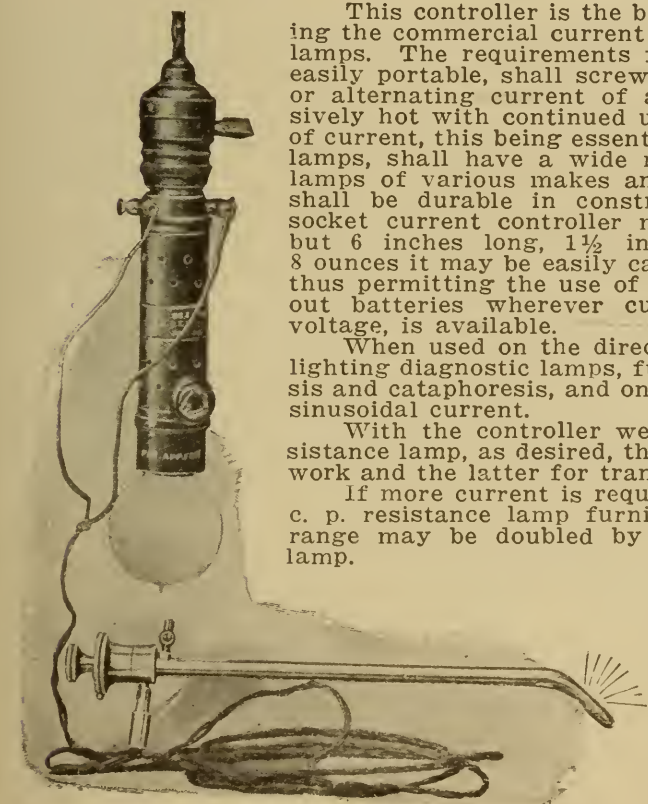 This controller is the b
ing the commercial current
lamps. The requirements
easily portable, shall screw
or alternating current of a
sively hot with continued u
of current, this being essent
lamps, shall have a wide
lamps of various makes an
shall be durable in constr
socket current controller
but 6 inches long, 1½ in
8 ounces it may be easily ca
thus permitting the use of
out batteries wherever cu
voltage, is available.
When used on the direc
lighting diagnostic lamps, f
sis and cataphoresis, and on
sinusoidal current.
With the controller we
sistance lamp, as desired, th
work and the latter for tran
If more current is requ
c. p. resistance lamp furni
range may be doubled by
lamp.